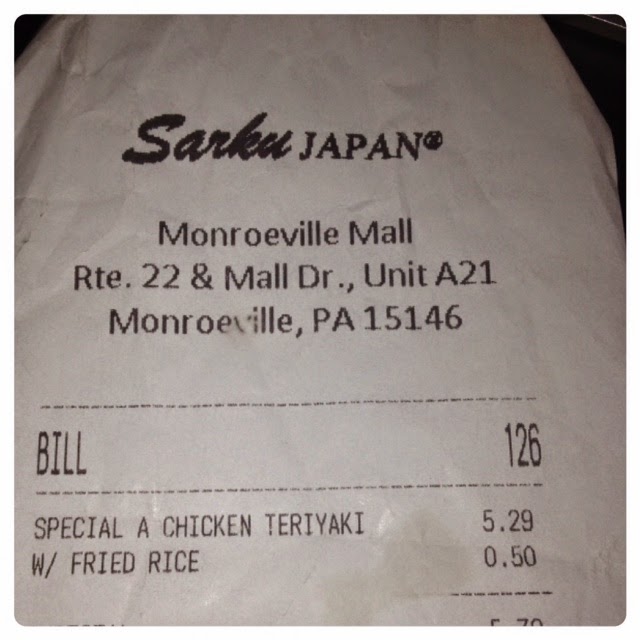 Sarku JAPAN®
Monroeville Mall
Rte. 22 & Mall Dr., Unit A21
Monroeville, PA 15146
BILL 126
SPECIAL A CHICKEN TERIYAKI 5.29
W/ FRIED RICE 0.50